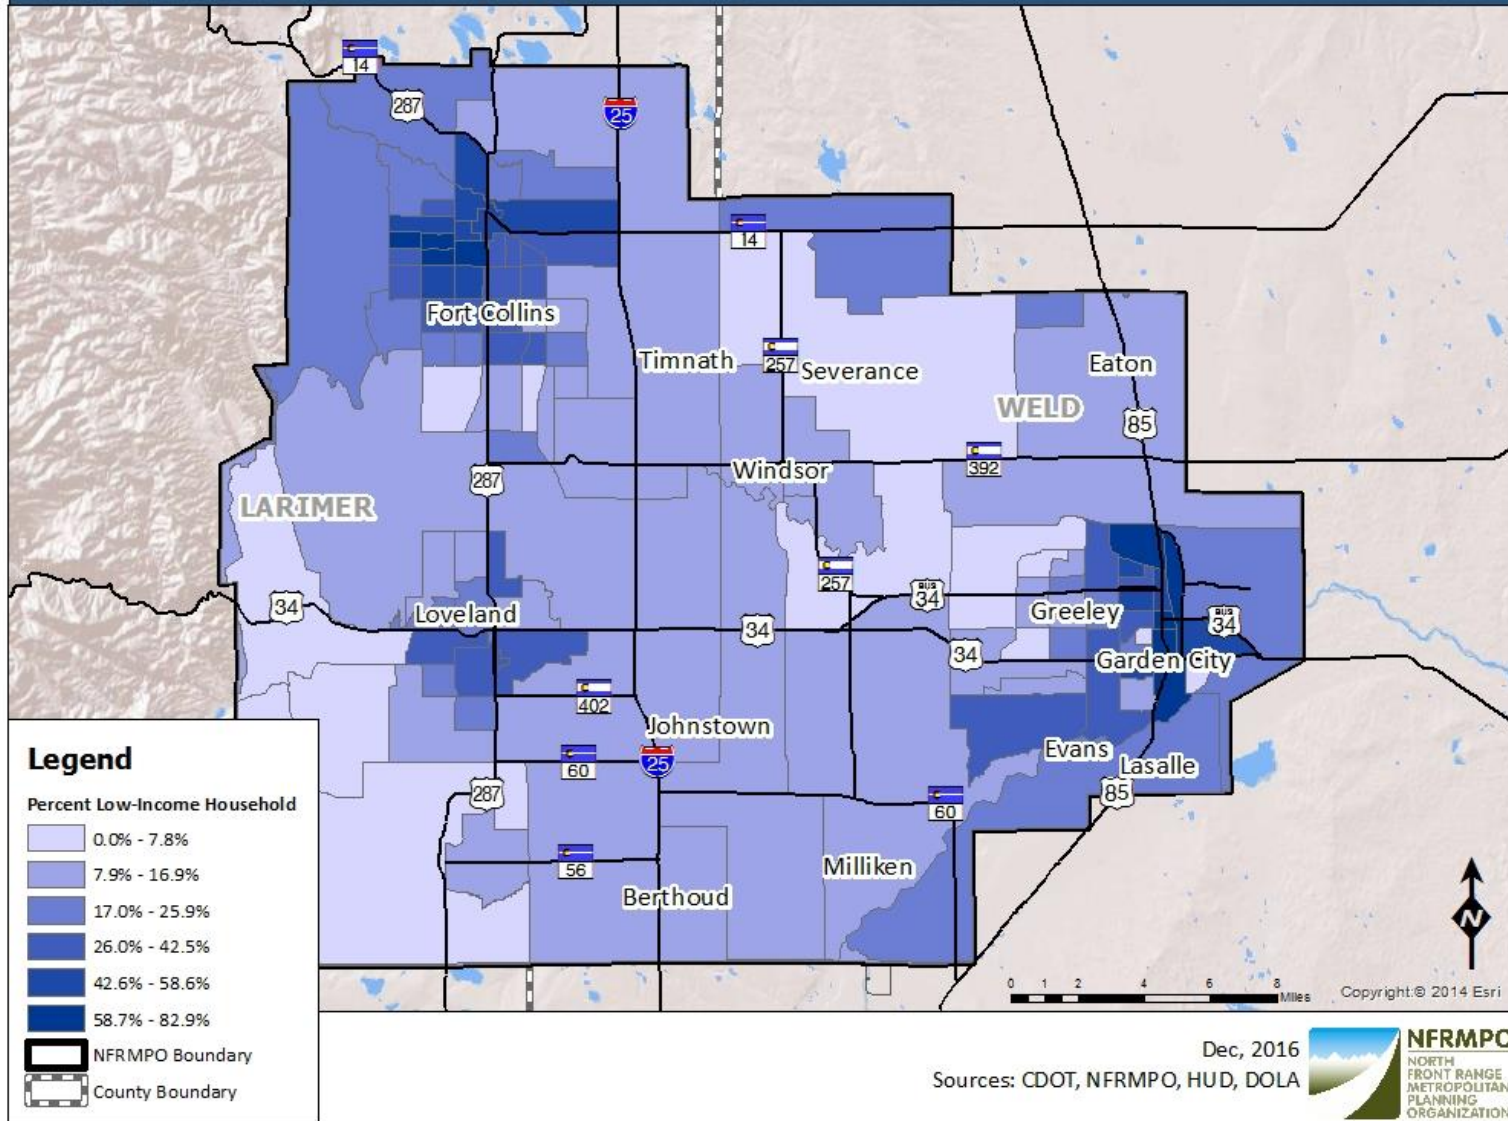 14
287
25
14
Fort Collins
Timnath
257
Severance
Eaton
WELD
85
392
Windsor
287
LARIMER
257
BUS
34
34
Loveland
34
Greeley
BUS
34
34
Garden City
402
Johnstown
Evans
Lasalle
60
25
287
85
60
56
Milliken
Berthoud
Legend
Percent Low-Income Household
0.0% - 7.8%
7.9% - 16.9%
17.0% - 25.9%
26.0% - 42.5%
42.6% - 58.6%
58.7% - 82.9%
NFRMPO Boundary
County Boundary
N
0 1 2 4 6 8
Miles
Copyright:© 2014 Esri
Dec, 2016
Sources: CDOT, NFRMPO, HUD, DOLA
NFRMPO
NORTH
FRONT RANGE
METROPOLITAN
PLANNING
ORGANIZATION